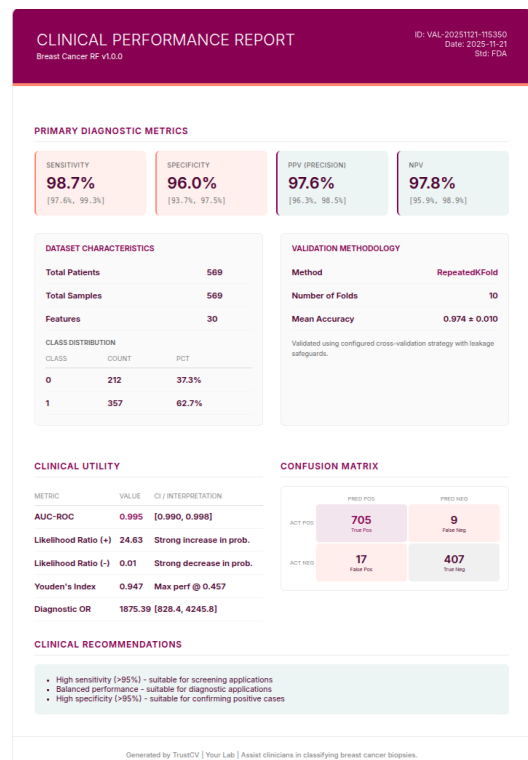 CLINICAL PERFORMANCE REPORT
Breast Cancer RF v1.0.0
ID: VAL-20251121-115350
Date: 2025-11-21
Std: FDA
PRIMARY DIAGNOSTIC METRICS
SENSITIVITY
98.7%
[97.6%, 99.3%]
SPECIFICITY
96.0%
[93.7%, 97.5%]
PPV (PRECISION)
97.6%
[96.3%, 98.5%]
NPV
97.8%
[95.9%, 98.9%]
DATASET CHARACTERISTICS
Total Patients 569
Total Samples 569
Features 30
CLASS DISTRIBUTION
CLASS COUNT PCT
0 212 37.3%
1 357 62.7%
VALIDATION METHODOLOGY
Method RepeatedKFold
Number of Folds 10
Mean Accuracy 0.974 ± 0.010
Validated using configured cross-validation strategy with leakage
safeguards.
CLINICAL UTILITY
METRIC VALUE CI / INTERPRETATION
AUC-ROC 0.995 [0.990, 0.998]
Likelihood Ratio (+) 24.63 Strong increase in prob.
Likelihood Ratio (-) 0.01 Strong decrease in prob.
Youden's Index 0.947 Max perf @ 0.457
Diagnostic OR 1875.39 [828.4, 4245.8]
CONFUSION MATRIX
PRED POS PRED NEG
ACT POS
705
True Pos
9
False Neg
ACT NEG
17
False Pos
407
True Neg
CLINICAL RECOMMENDATIONS
• High sensitivity (>95%) - suitable for screening applications
• Balanced performance - suitable for diagnostic applications
• High specificity (>95%) - suitable for confirming positive cases
Generated by TrustCV | Your Lab | Assist clinicians in classifying breast cancer biopsies.